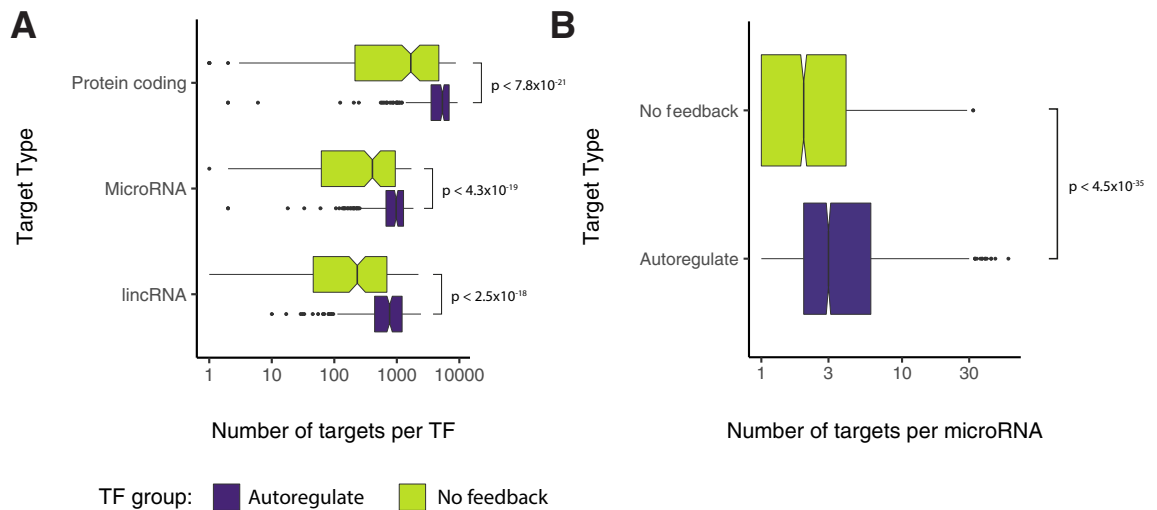 A
Target Type
Protein coding
MicroRNA
lincRNA
p < 7.8x10⁻²¹
p < 4.3x10⁻¹⁹
p < 2.5x10⁻¹⁸
1 10 100 1000 10000
Number of targets per TF
B
Target Type
No feedback
Autoregulate
p < 4.5x10⁻³⁵
1 3 10 30
Number of targets per microRNA
TF group: Autoregulate No feedback